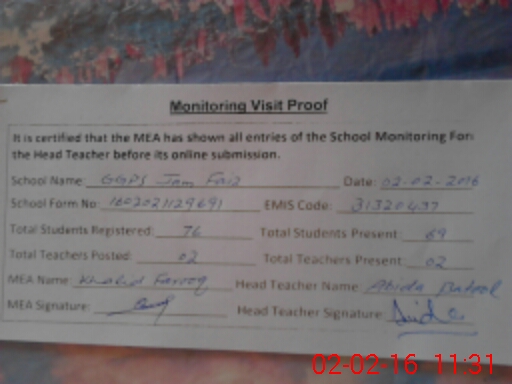 Monitoring Visit Proof
It is certified that the MEA has shown all entries of the School Monitoring Form
the Head Teacher before its online submission.
School Name: GGPS Jam Faiz Date: 02-02-2016
School Form No: 1602021129691 EMIS Code: 31320437
Total Students Registered: 76 Total Students Present: 69
Total Teachers Posted: 02 Total Teachers Present: 02
MEA Name: Khalid Farooq Head Teacher Name: Abida Batool
MEA Signature: Head Teacher Signature:
02-02-16 11:31